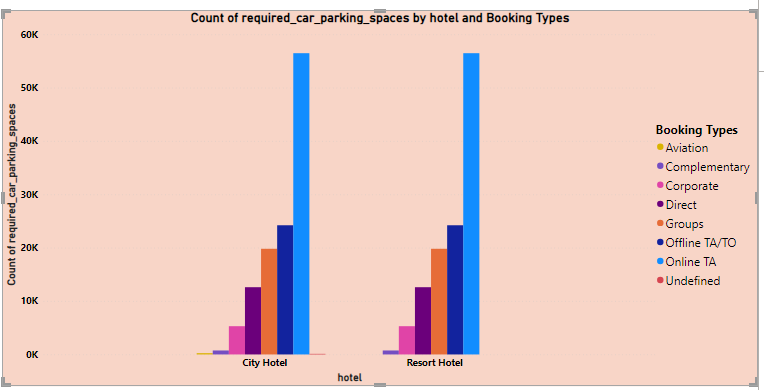 Count of required_car_parking_spaces by hotel and Booking Types
Count of required_car_parking_spaces
60K
50K
40K
30K
20K
10K
0K
City Hotel
Resort Hotel
hotel
Booking Types
Aviation
Complementary
Corporate
Direct
Groups
Offline TA/TO
Online TA
Undefined